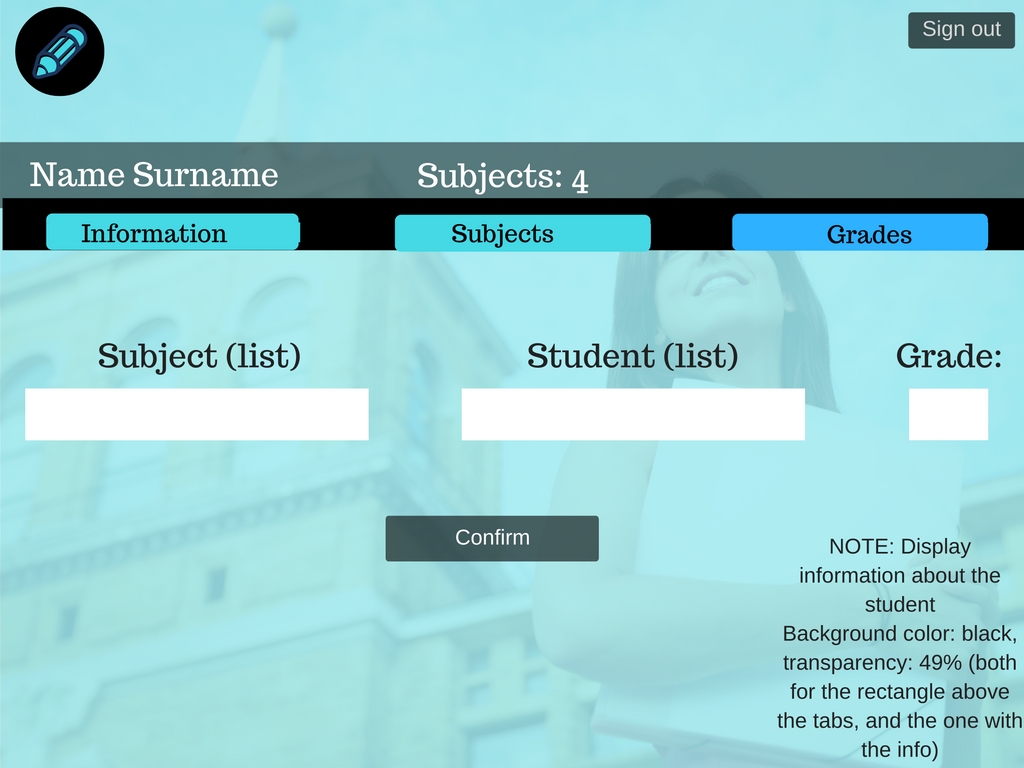 Sign out
Name Surname
Subjects: 4
Information
Subjects
Grades
Subject (list)
Student (list)
Grade:
Confirm
NOTE: Display
information about the
student
Background color: black,
transparency: 49% (both
for the rectangle above
the tabs, and the one with
the info)